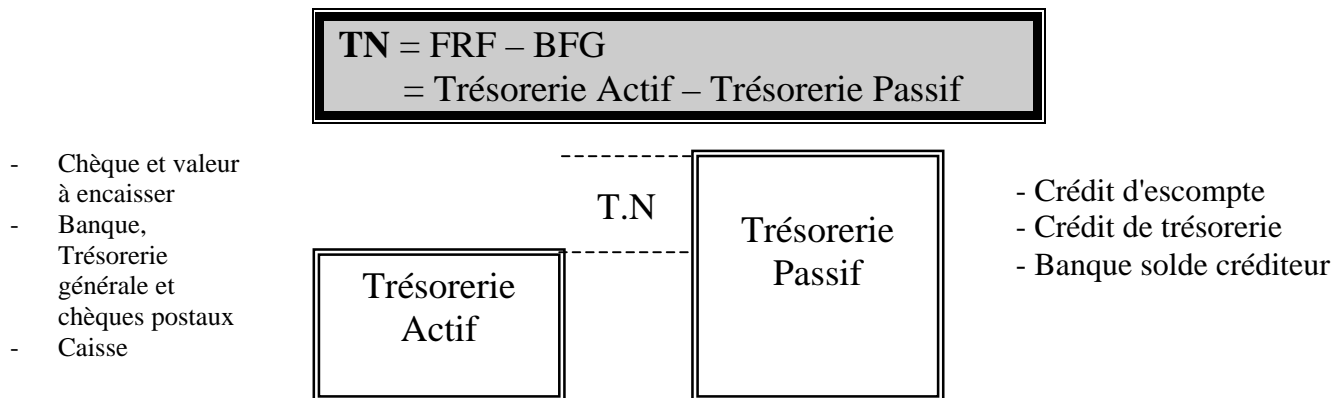 TN = FRF – BFG
= Trésorerie Actif – Trésorerie Passif
- Chèque et valeur
à encaisser
- Banque,
Trésorerie
générale et
chèques postaux
- Caisse
Trésorerie
Actif
T.N
Trésorerie
Passif
- Crédit d'escompte
- Crédit de trésorerie
- Banque solde créditeur